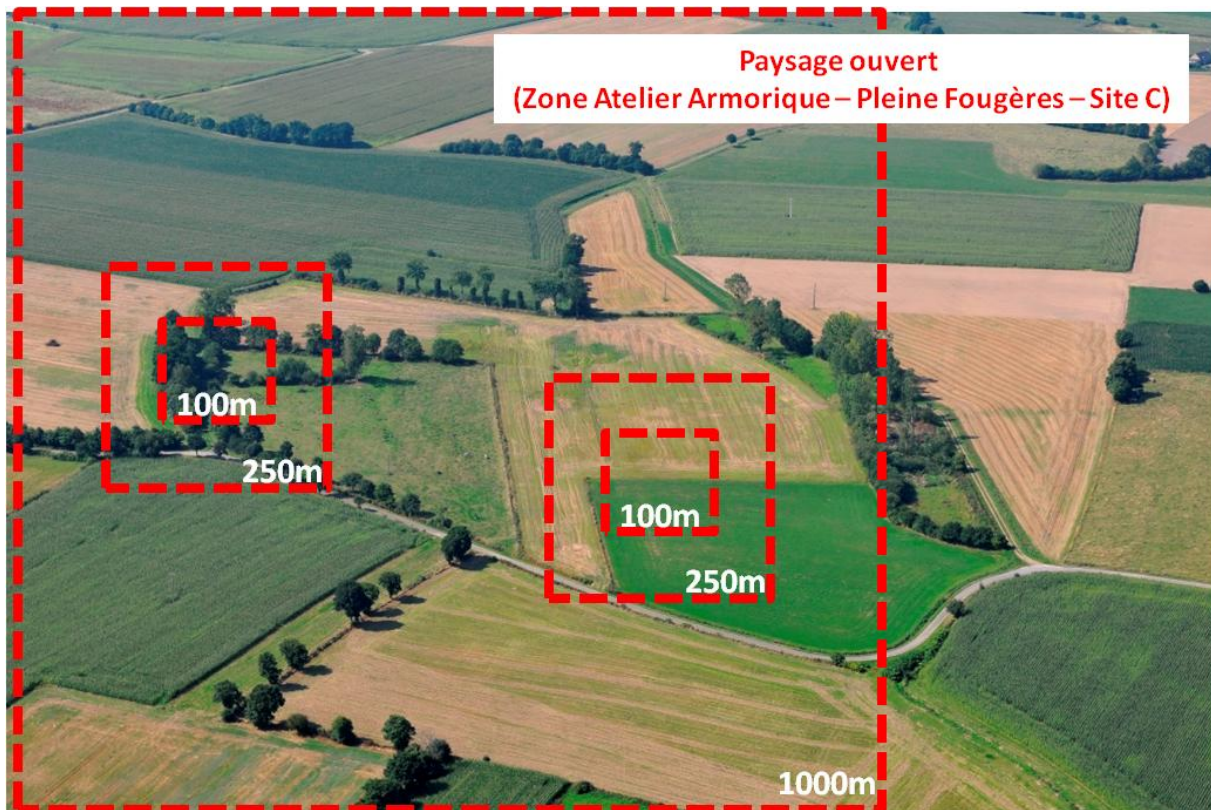 Paysage ouvert
(Zone Atelier Armorique – Pleine Fougères – Site C)
100m
250m
100m
250m
1000m